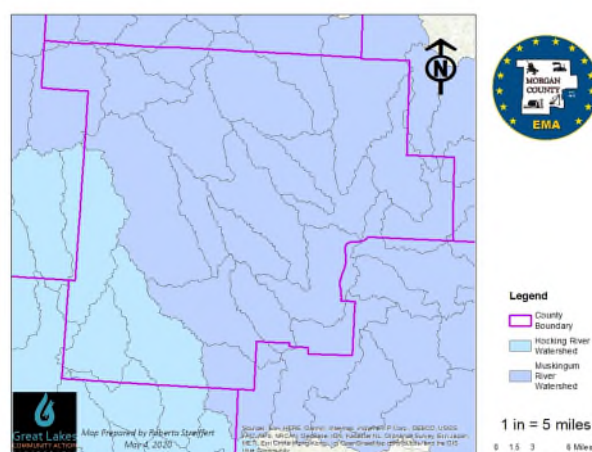 N
MORGAN
COUNTY
EMA
Legend
County
Boundary
Hocking River
Watershed
Muskingum
River
Watershed
1 in = 5 miles
0 1.5 3 6 Miles
Great Lakes
COMMUNITY ACTION
Map Prepared by Roberta Streiffert
May 4, 2020